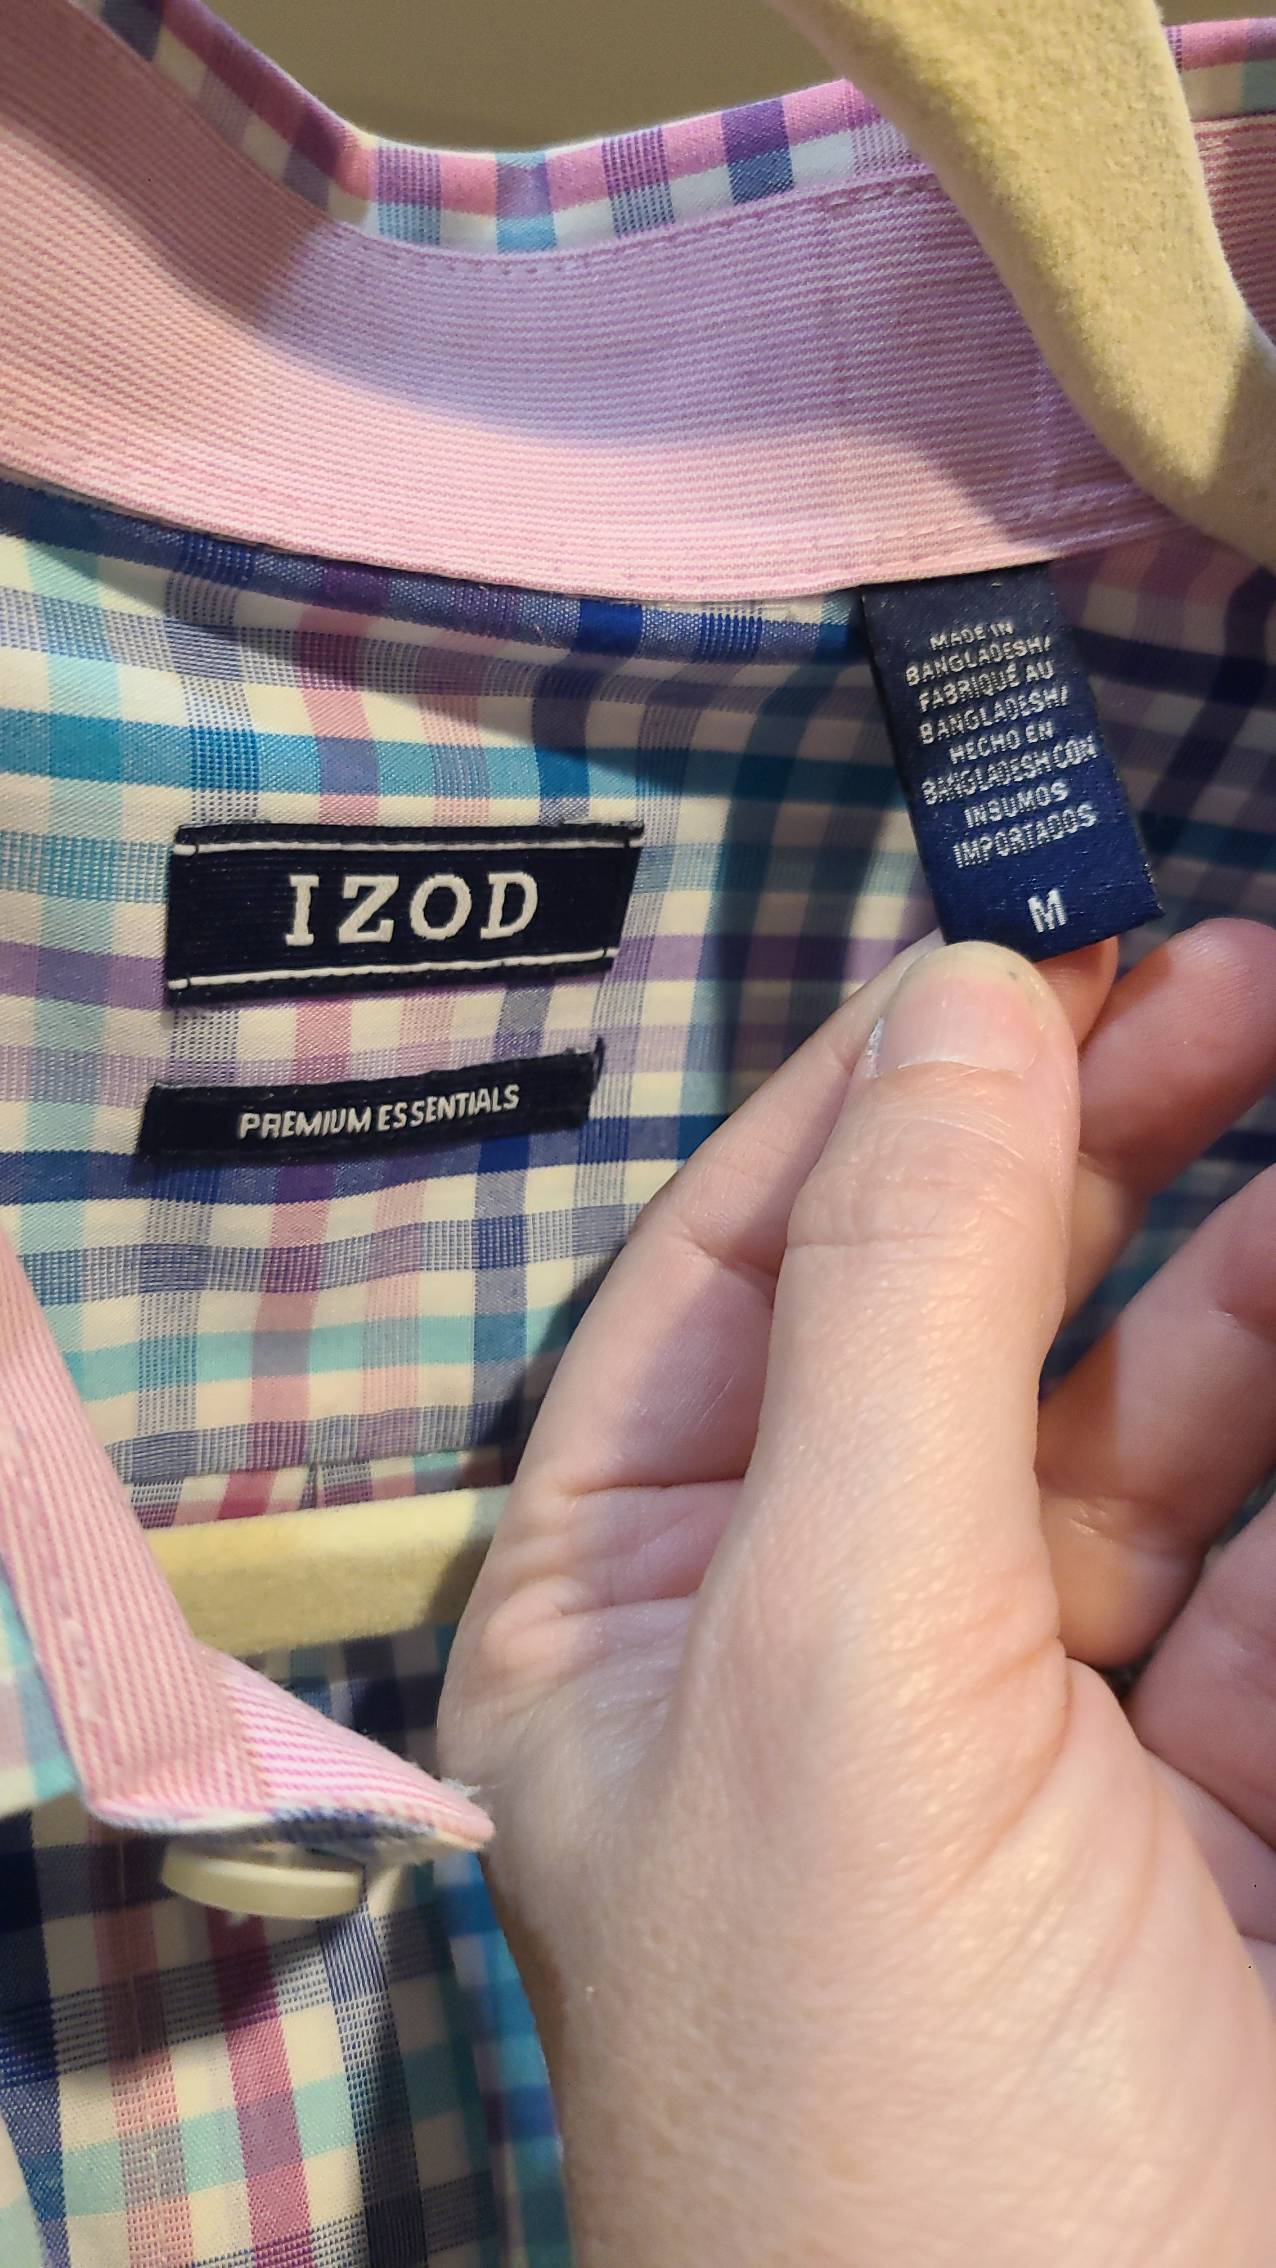 MADE IN
BANGLADESH/
FABRIQUÉ AU
BANGLADESH/
HECHO EN
BANGLADESH CON
INSUMOS
IMPORTADOS
M
IZOD
PREMIUM ESSENTIALS